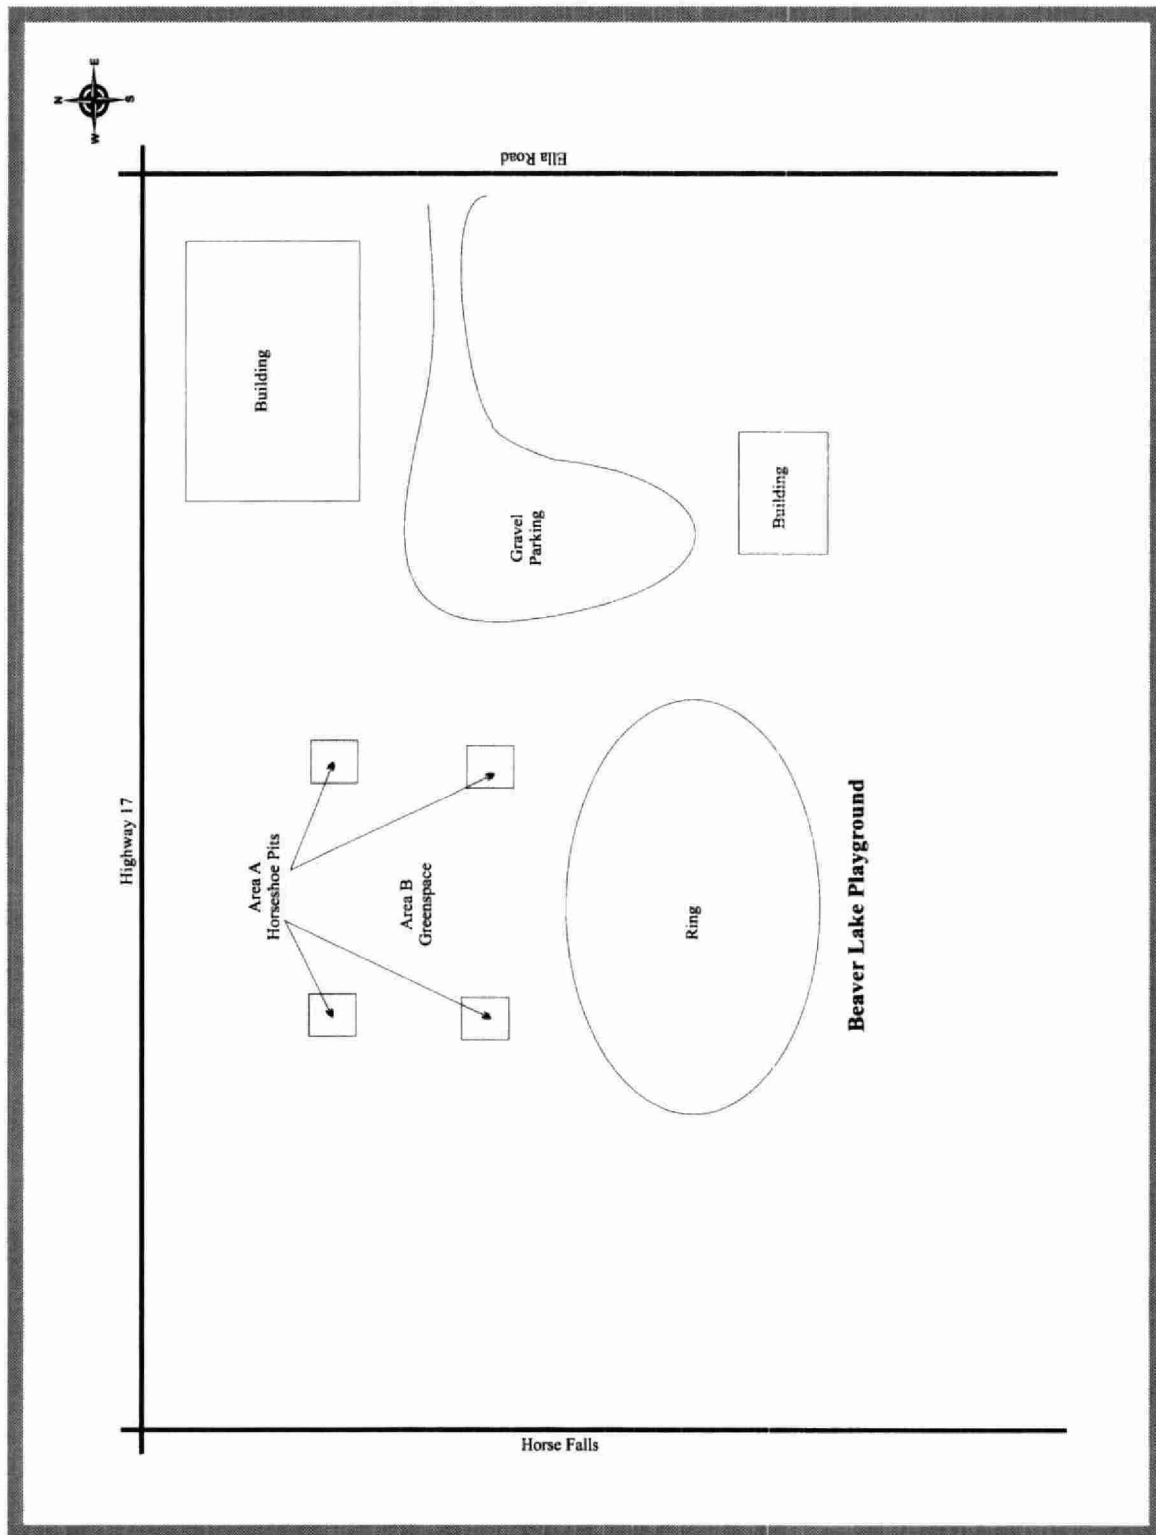 N
E
S
W
Highway 17
Ella Road
Building
Area A
Horseshoe Pits
Area B
Greenspace
Gravel
Parking
Building
Ring
Beaver Lake Playground
Horse Falls